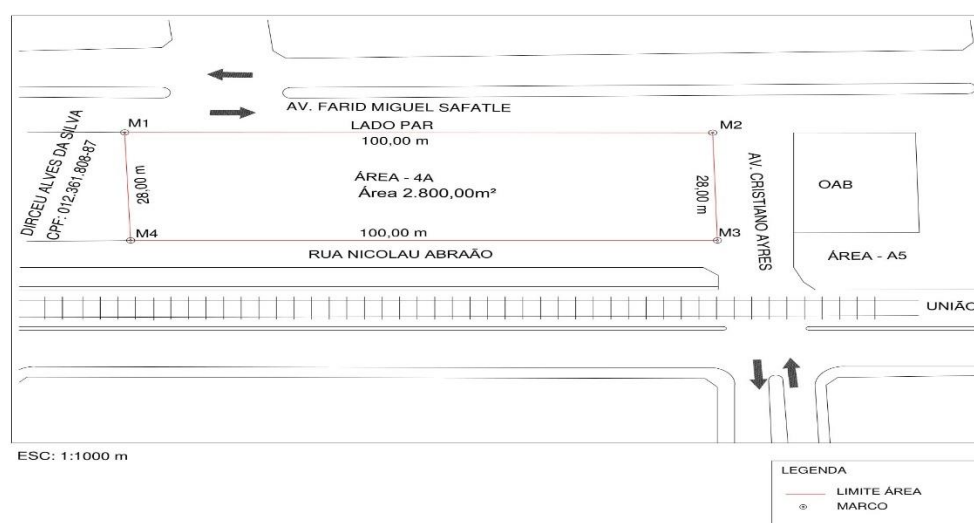 AV. FARID MIGUEL SAFATLE
M1
LADO PAR
M2
100,00 m
DIRCEU ALVES DA SILVA
CPF: 012.361.808-87
28,00 m
ÁREA - 4A
Área 2.800,00m²
28,00 m
AV. CRISTIANO AYRES
OAB
M4
100,00 m
M3
RUA NICOLAU ABRAÃO
ÁREA - A5
UNIÃO
ESC: 1:1000 m
LEGENDA
LIMITE ÁREA
MARCO